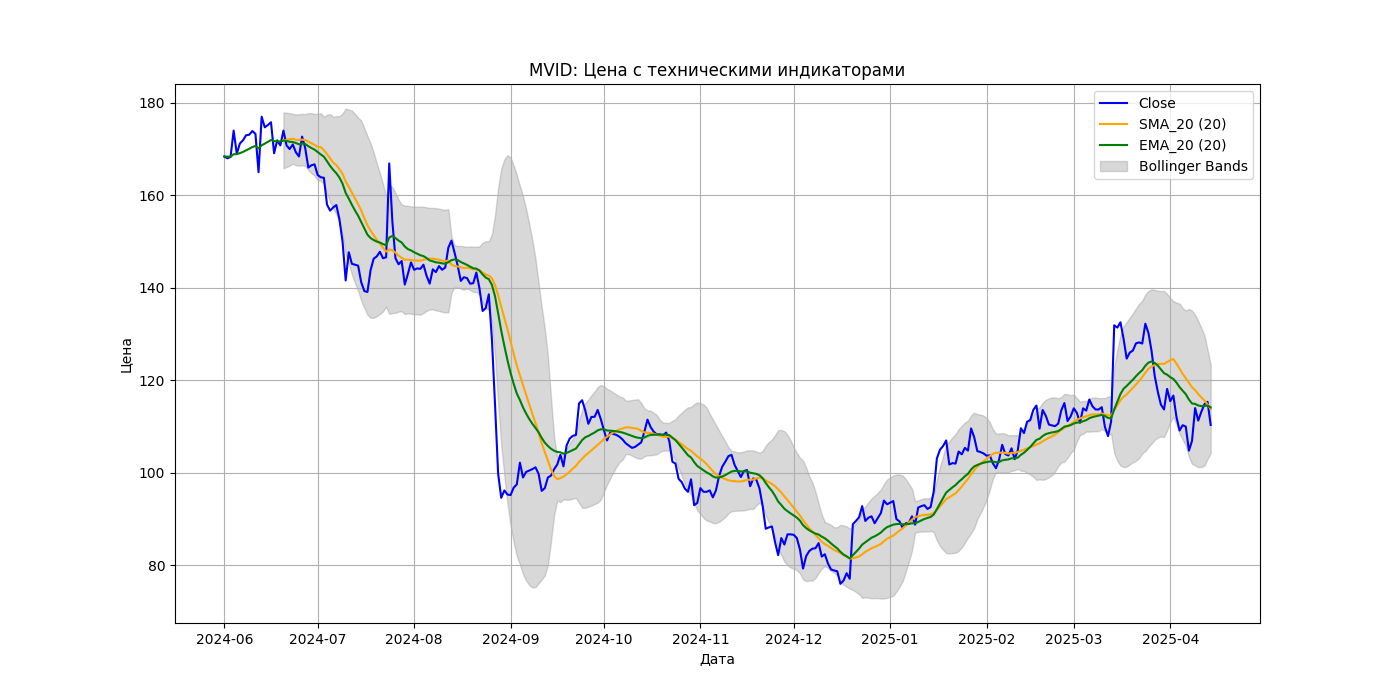 MVID: Цена с техническими индикаторами
Close
SMA_20 (20)
EMA_20 (20)
Bollinger Bands
Цена
180
160
140
120
100
80
2024-06 2024-07 2024-08 2024-09 2024-10 2024-11 2024-12 2025-01 2025-02 2025-03 2025-04
Дата